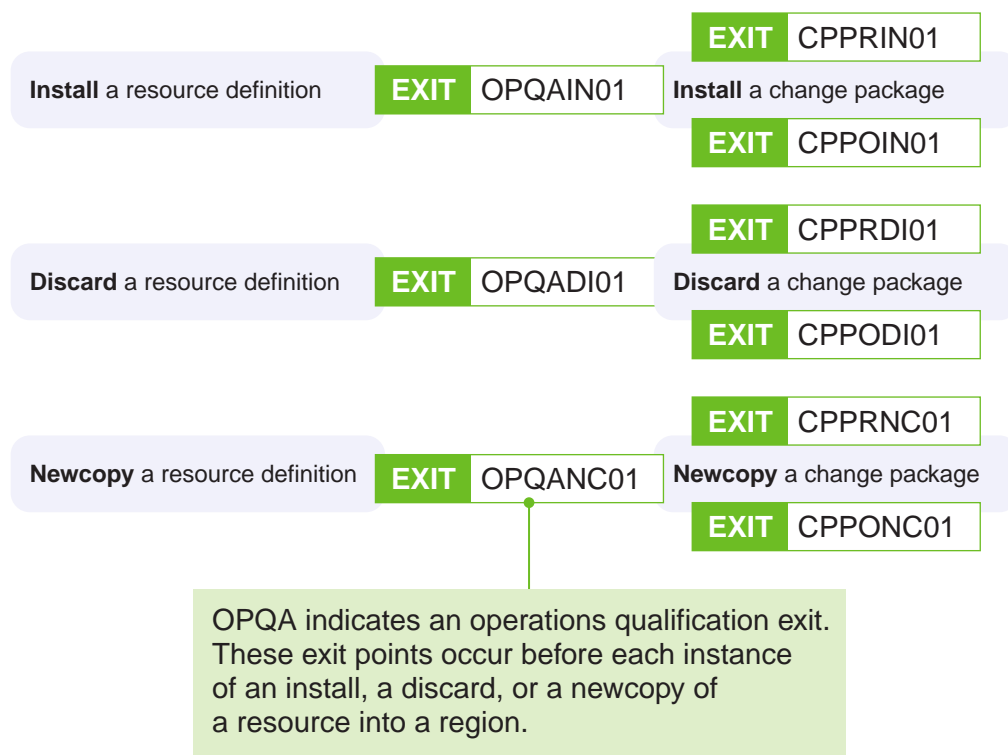 EXIT CPPRIN01
Install a resource definition EXIT OPQAIN01 Install a change package
EXIT CPPOIN01
EXIT CPPRDI01
Discard a resource definition EXIT OPQADI01 Discard a change package
EXIT CPPODI01
EXIT CPPRNC01
Newcopy a resource definition EXIT OPQANC01 Newcopy a change package
EXIT CPPONC01
OPQA indicates an operations qualification exit.
These exit points occur before each instance
of an install, a discard, or a newcopy of
a resource into a region.